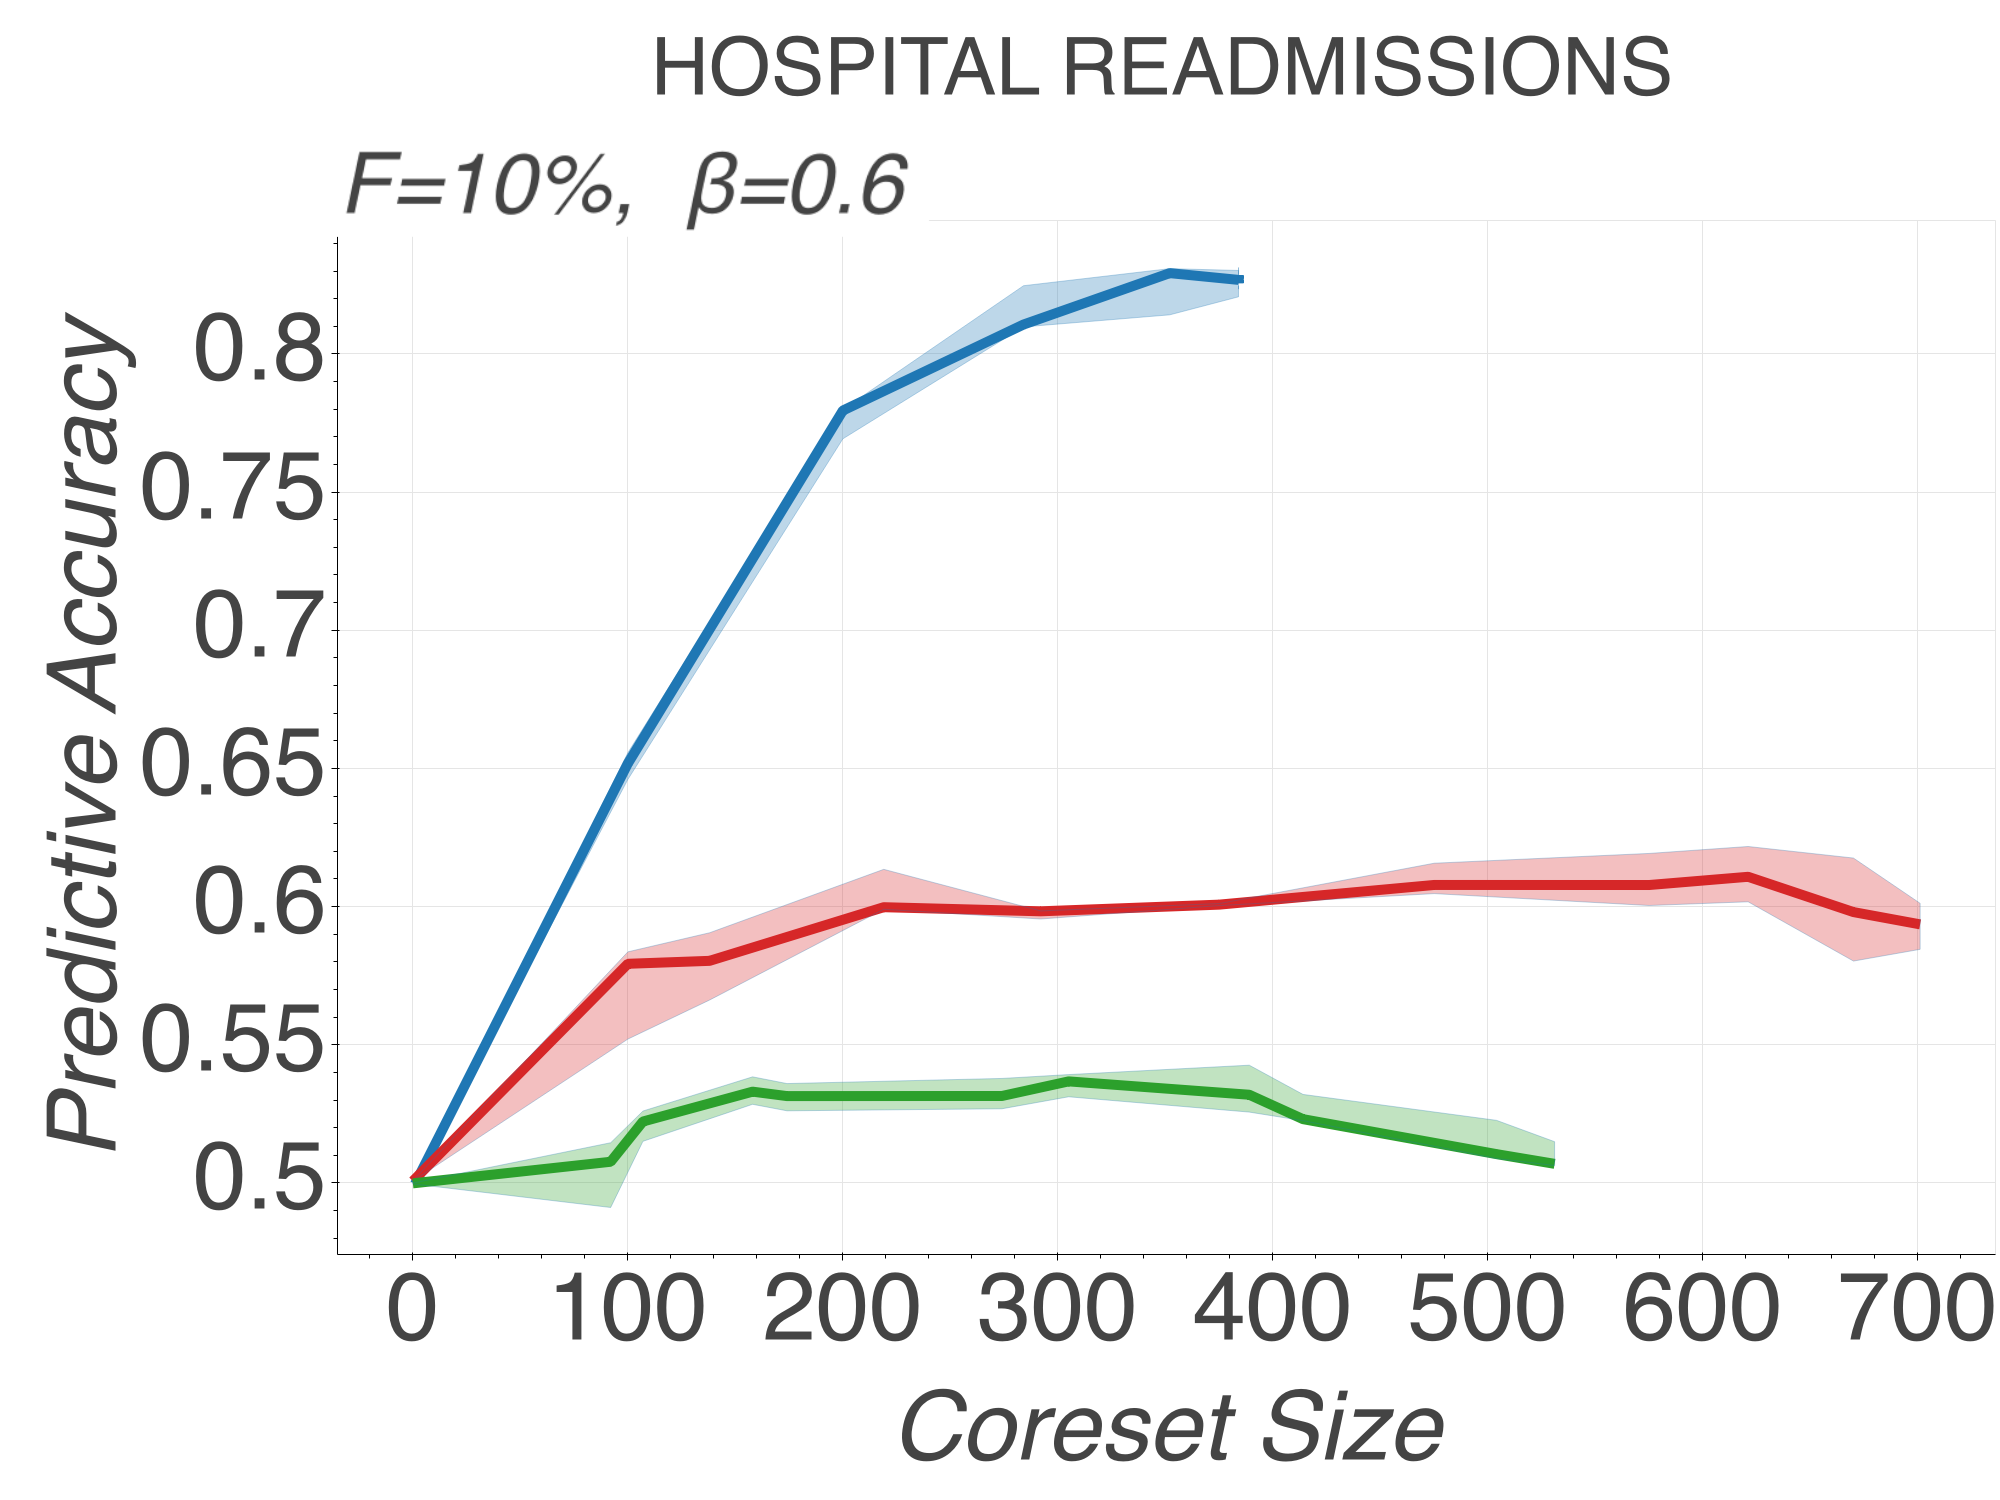 HOSPITAL READMISSIONS
F=10%, β=0.6
Predictive Accuracy
0.8
0.75
0.7
0.65
0.6
0.55
0.5
0 100 200 300 400 500 600 700
Coreset Size